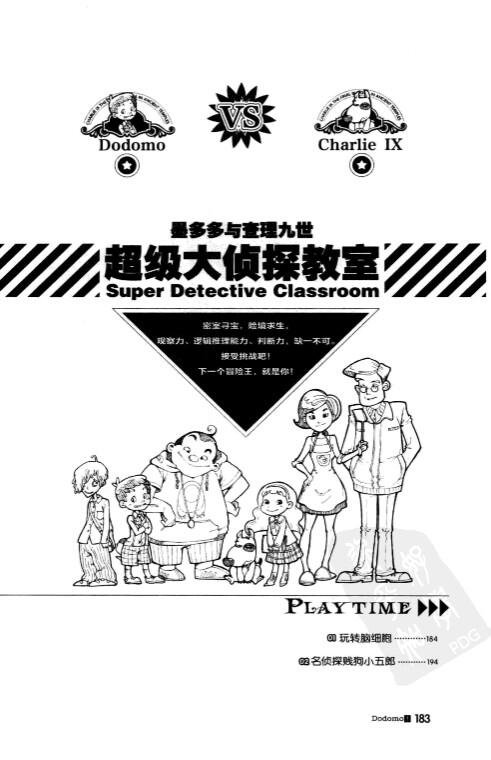 VS
Dodomo
Charlie IX
墨多多与查理九世
超级大侦探教室
Super Detective Classroom
密室寻宝，险境求生，
观察力、逻辑推理能力、判断力，缺一不可。
接受挑战吧！
下一个冒险王，就是你！
PLAY TIME
01 玩转脑细胞…………184
02 名侦探贱狗小五郎………194
PDG
Dodomo 183